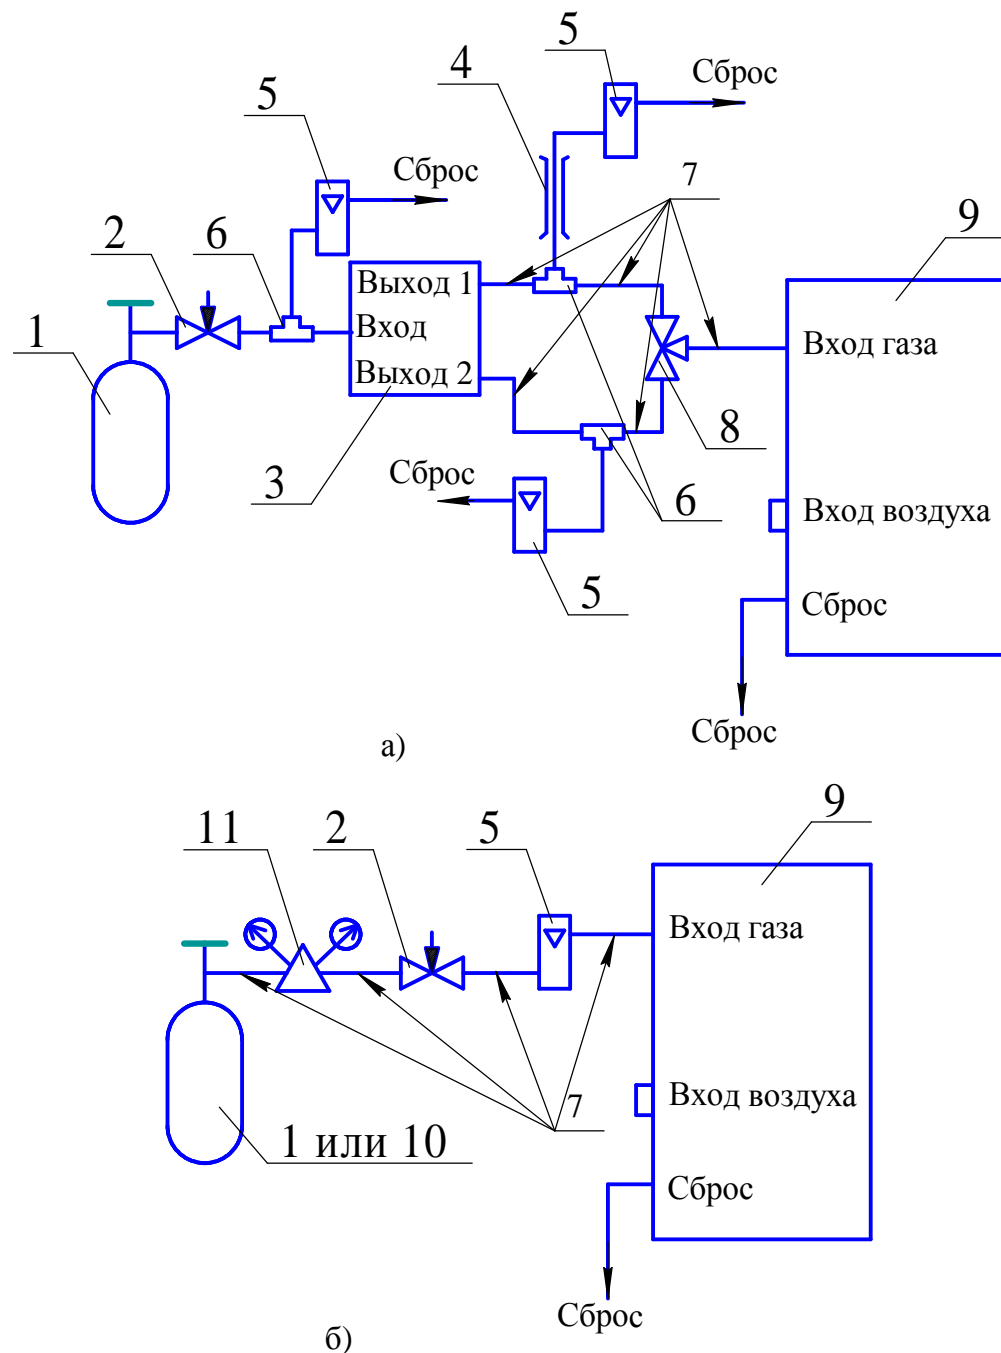 5
Сброс
4
5
Сброс
7
6
2
9
Выход 1
1
Вход
Вход газа
Выход 2
8
Сброс
3
6
Вход воздуха
5
Сброс
Сброс
а)
9
11
2
5
Вход газа
7
Вход воздуха
1 или 10
Сброс
Сброс
б)